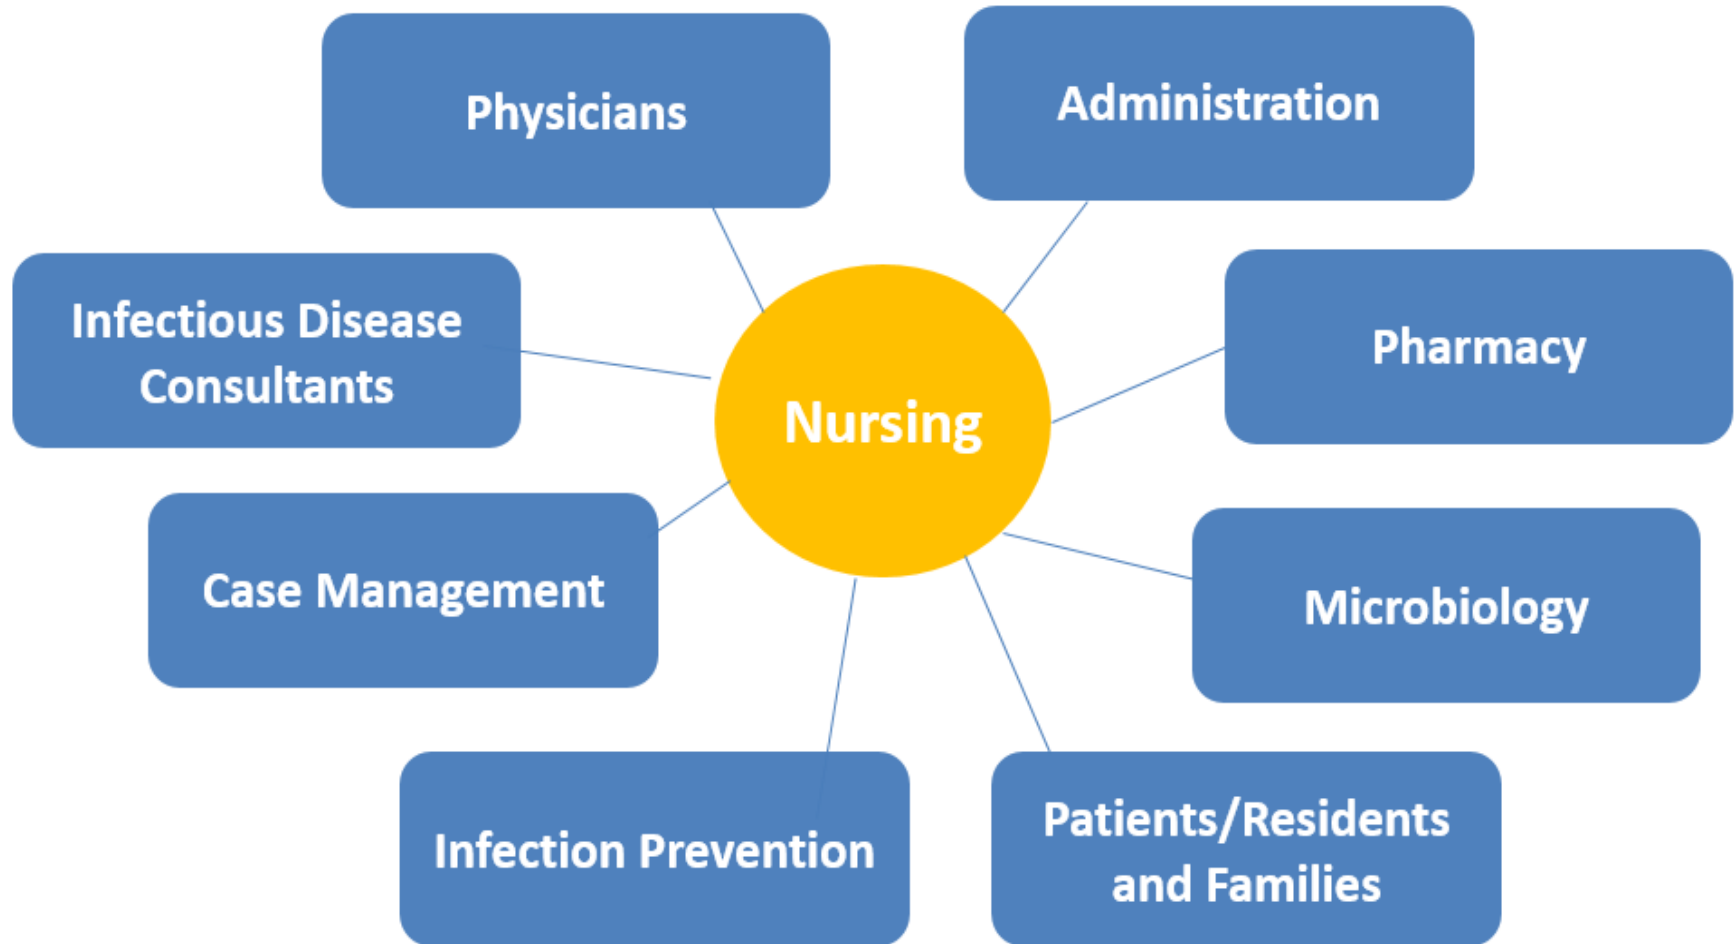 Physicians
Administration
Infectious Disease
Consultants
Pharmacy
Nursing
Case Management
Microbiology
Infection Prevention
Patients/Residents
and Families